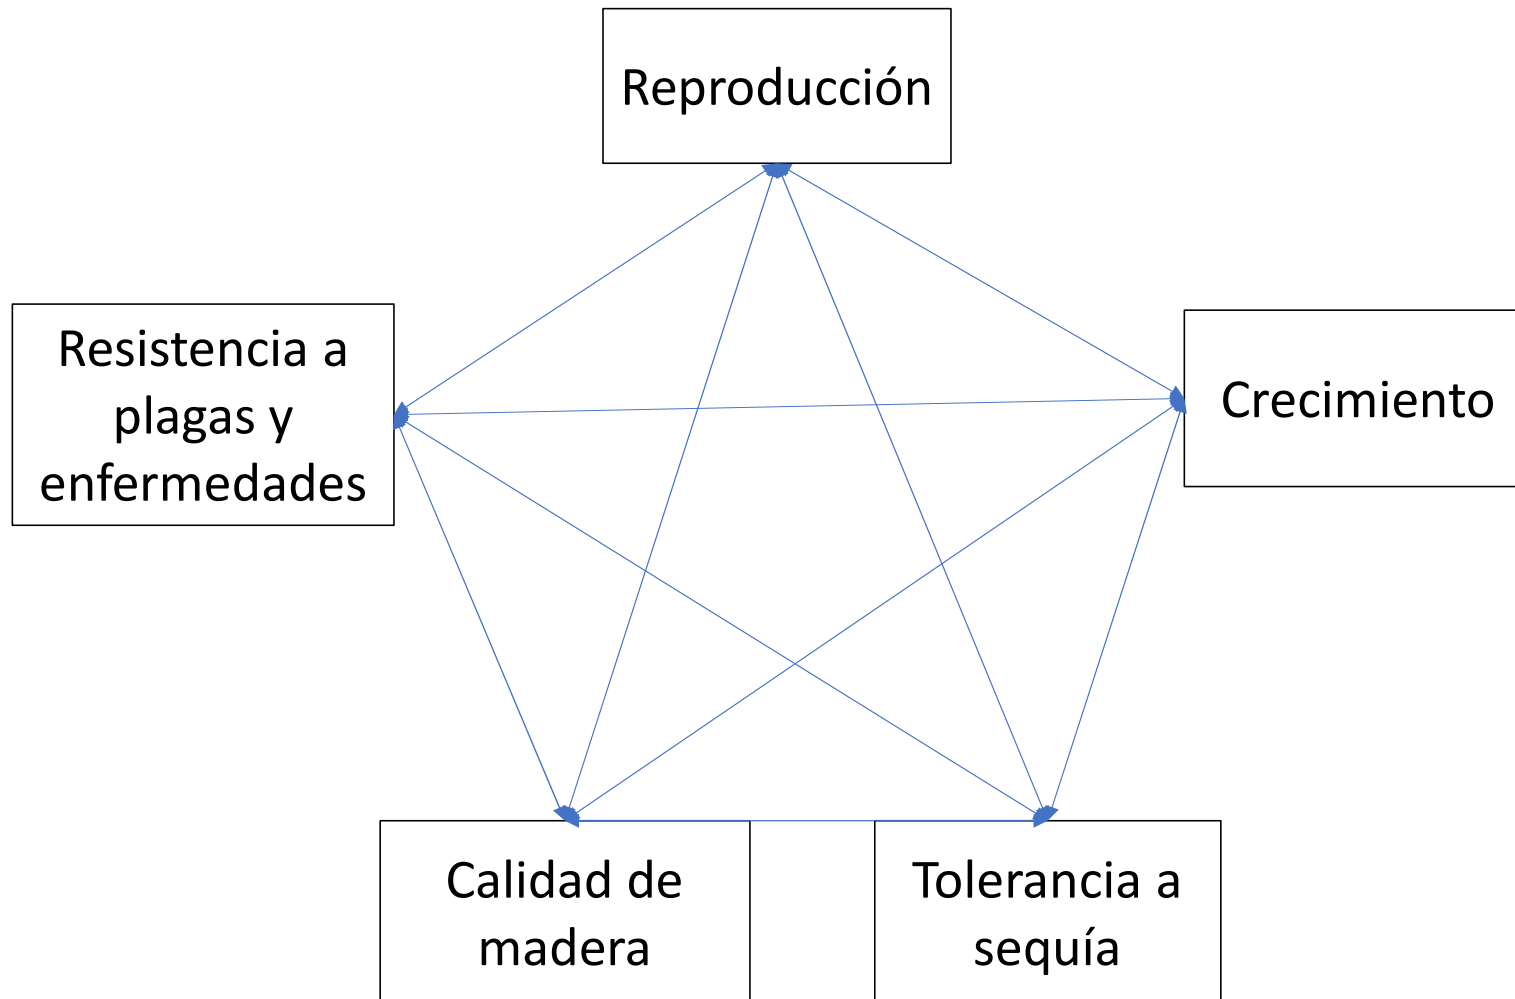 Reproducción
Resistencia a
plagas y
enfermedades
Crecimiento
Calidad de
madera
Tolerancia a
sequía